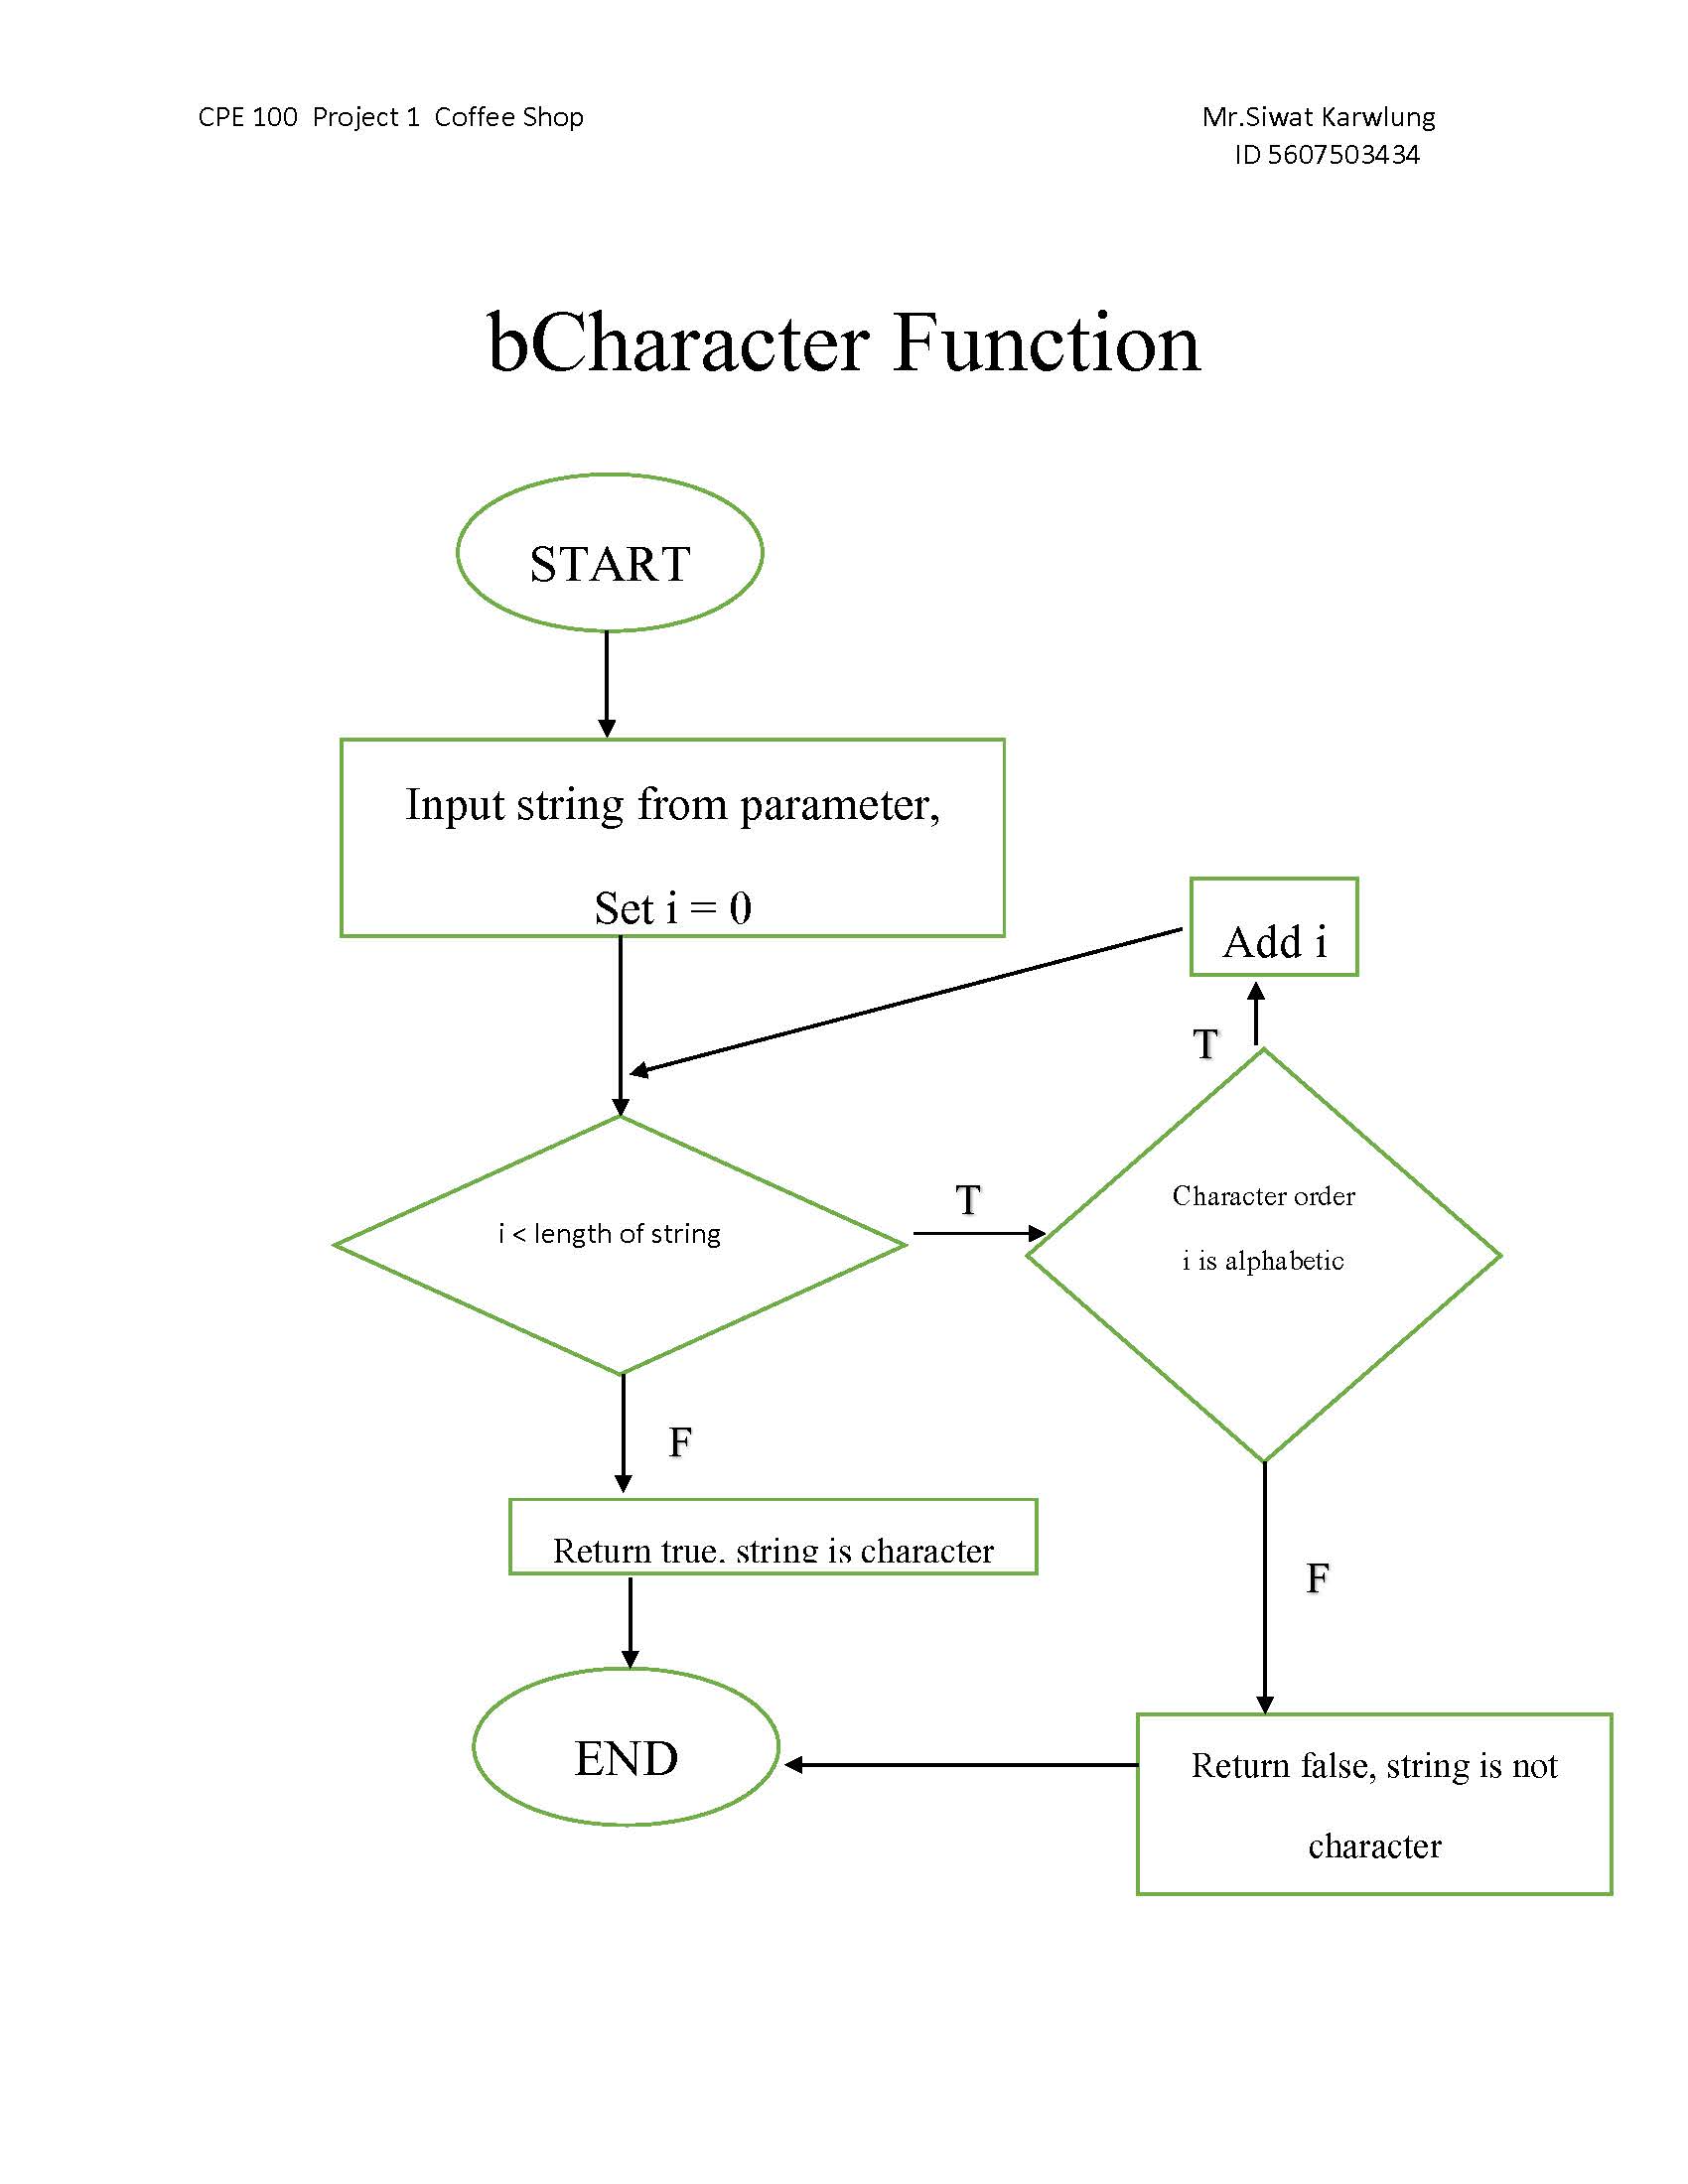 CPE 100 Project 1 Coffee Shop
Mr.Siwat Karwlung
ID 5607503434
bCharacter Function
START
Input string from parameter,
Set i = 0
Add i
T
Character order
i is alphabetic
T
i < length of string
F
Return true, string is character
F
END
Return false, string is not
character